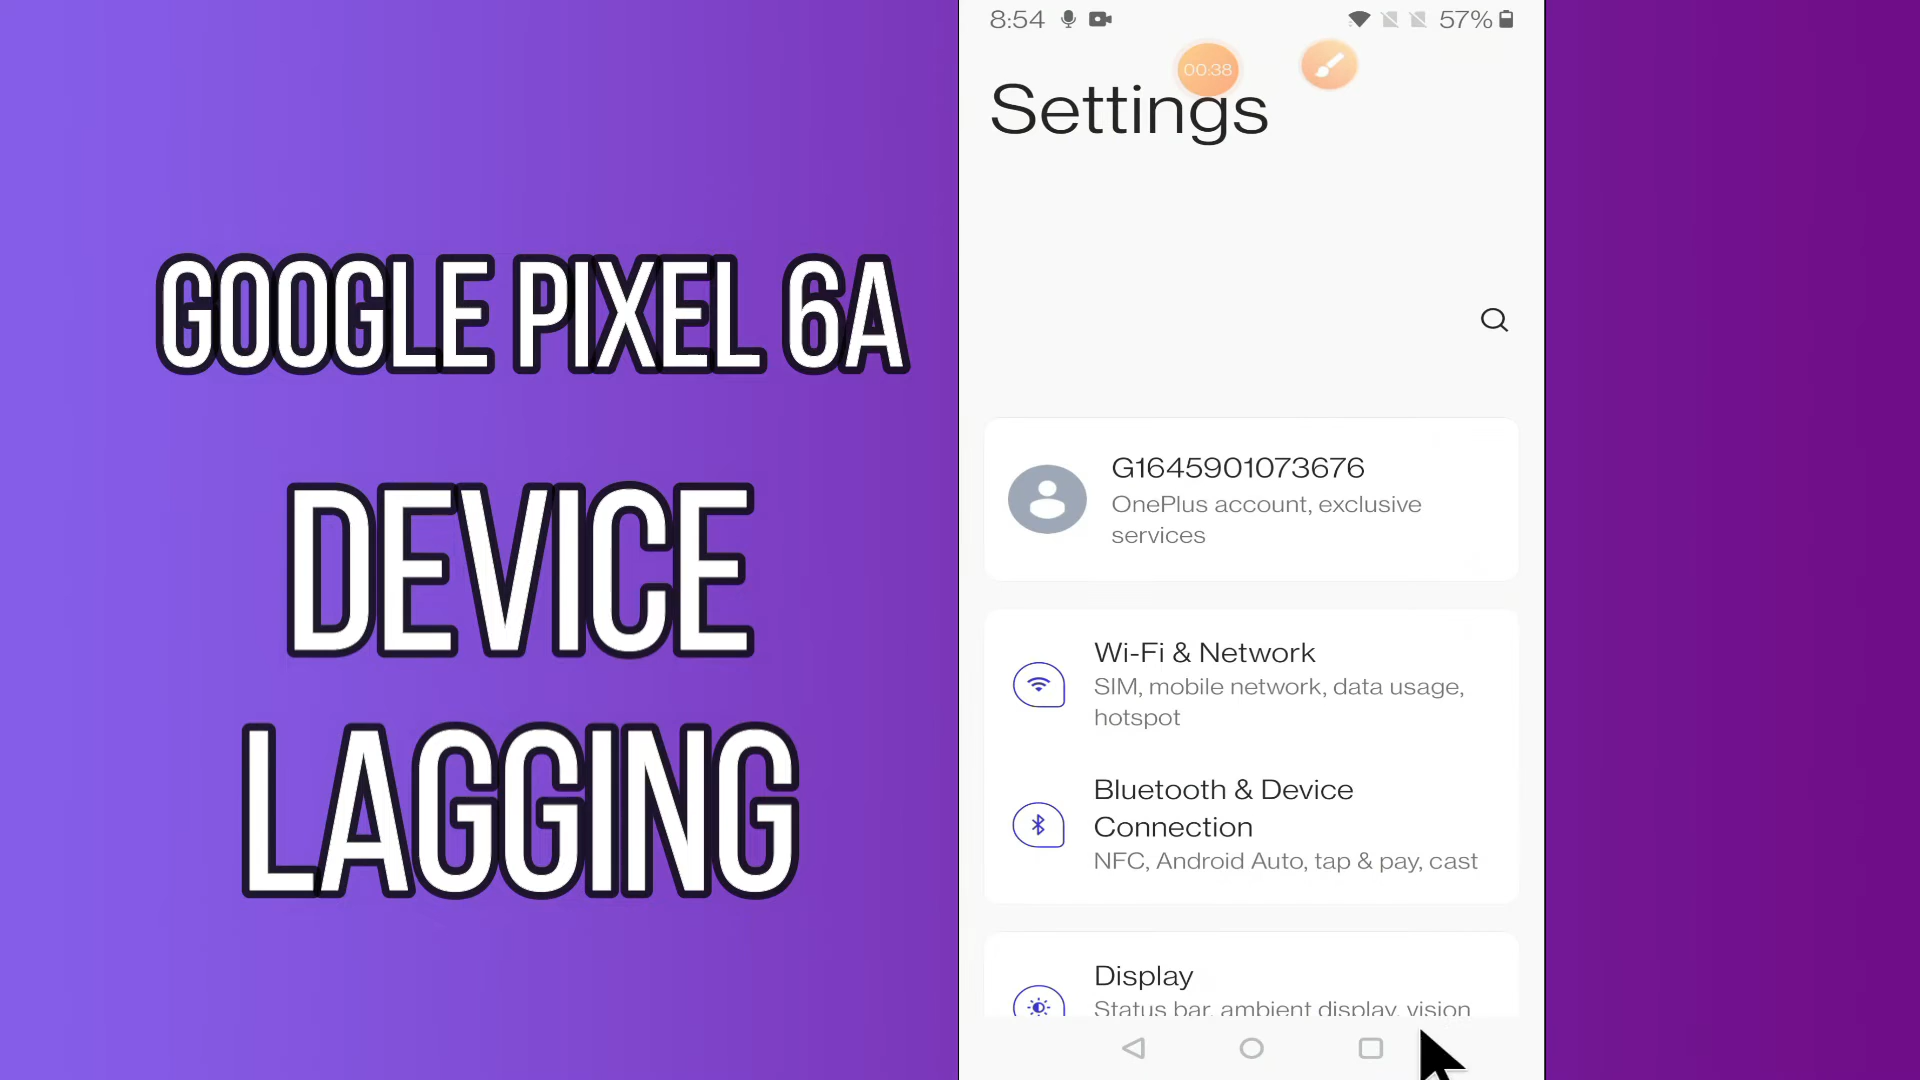 GOOGLE PIXEL 6A
DEVICE
LAGGING
8:54
57%
00:38
Settings
G1645901073676
OnePlus account, exclusive
services
Wi-Fi & Network
SIM, mobile network, data usage,
hotspot
Bluetooth & Device
Connection
NFC, Android Auto, tap & pay, cast
Display
Status bar, ambient display, vision